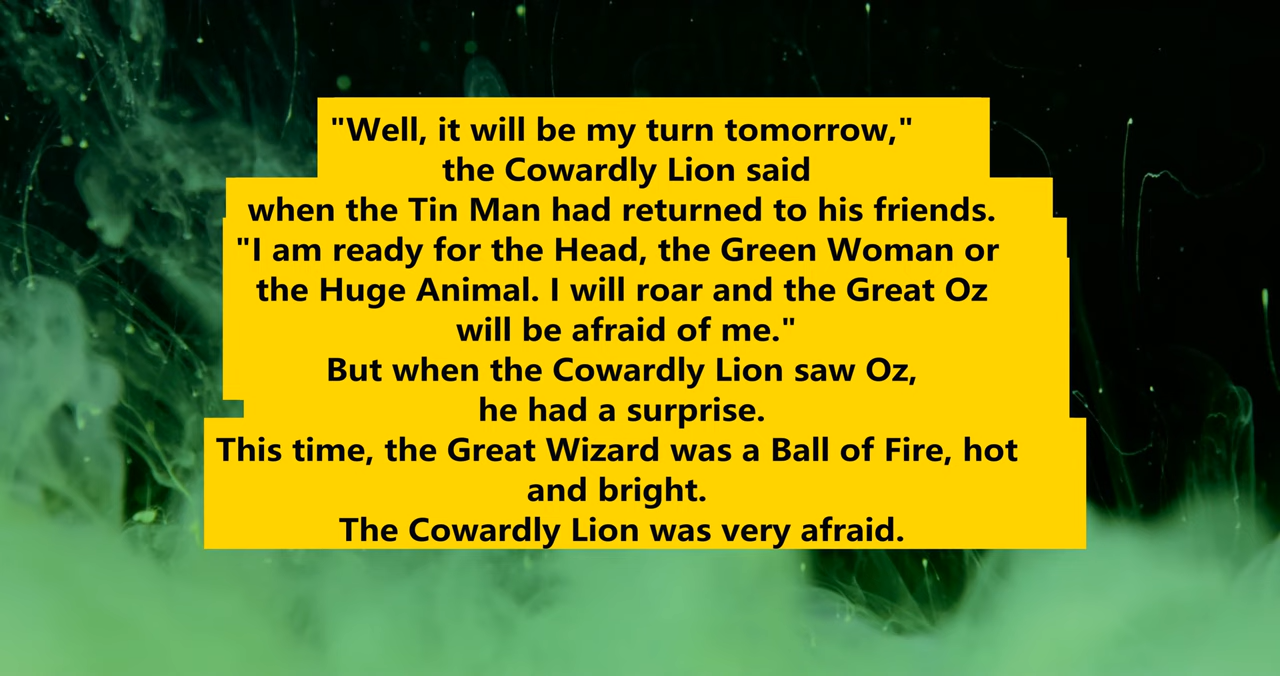 "Well, it will be my turn tomorrow,"
the Cowardly Lion said
when the Tin Man had returned to his friends.
"I am ready for the Head, the Green Woman or
the Huge Animal. I will roar and the Great Oz
will be afraid of me."
But when the Cowardly Lion saw Oz,
he had a surprise.
This time, the Great Wizard was a Ball of Fire, hot
and bright.
The Cowardly Lion was very afraid.